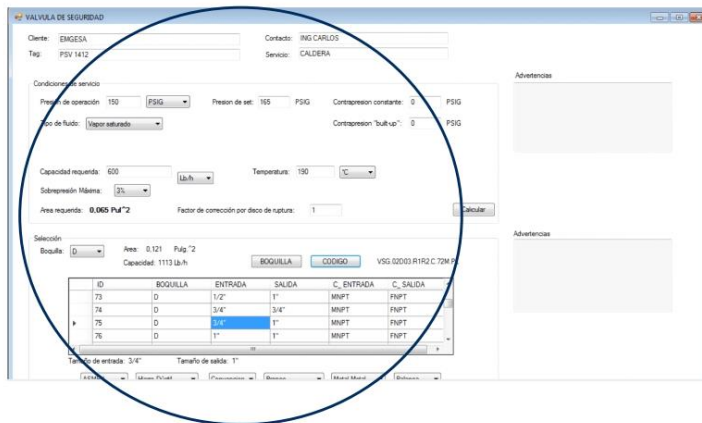 VALVULA DE SEGURIDAD
Cliente: EMGESA Contacto: ING CARLOS
Tag: PSV 1412 Servicio: CALDERA
Condiciones de servicio
Presión de operación 150 PSIG Presion de set: 165 PSIG Contrapresion constante: 0 PSIG
Tipo de fluido: Vapor saturado Contrapresion "built-up": 0 PSIG
Capacidad requerida: 600 Lb/h Temperatura: 190 °C
Sobrepresión Máxima: 3%
Area requerida: 0,065 Pul^2 Factor de corrección por disco de ruptura: 1 Calcular
Advertencias
Selección
Boquilla: D Area: 0,121 Pulg.^2
Capacidad: 1113 Lb/h BOQUILLA CODIGO VSG.02D03.R1R2.C.72M.P
Advertencias
ID BOQUILLA ENTRADA SALIDA C_ENTRADA C_SALIDA
73 D 1/2" 1" MNPT FNPT
74 D 3/4" 3/4" MNPT FNPT
75 D 3/4" 1" MNPT FNPT
76 D 1" 1" MNPT FNPT
Tamaño de entrada: 3/4" Tamaño de salida: 1"